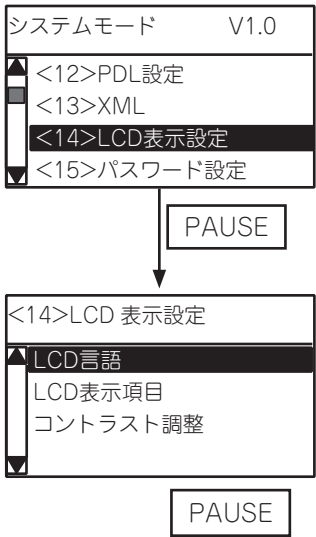 システムモード V1.0
<12>PDL設定
<13>XML
<14>LCD表示設定
<15>パスワード設定
PAUSE
<14>LCD 表示設定
LCD言語
LCD表示項目
コントラスト調整
PAUSE